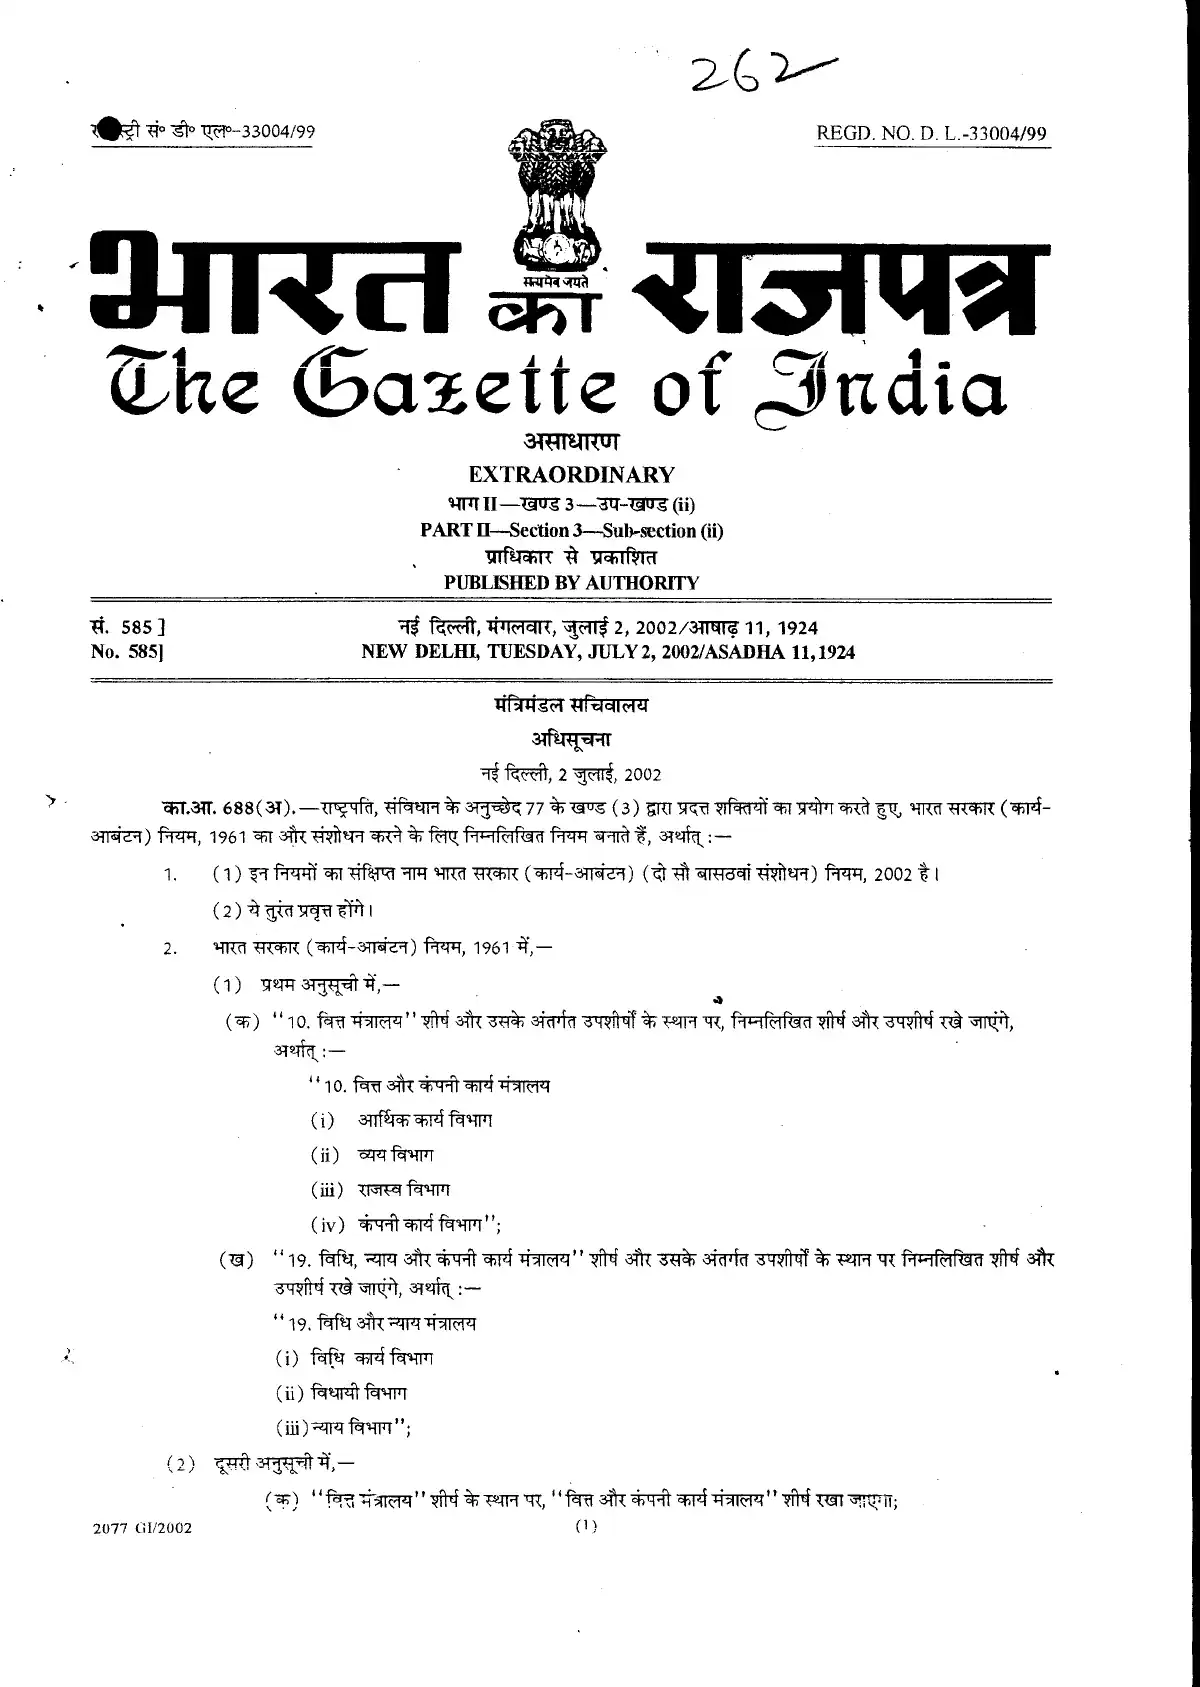 262
स्ट्री सं० डी० एल०-33004/99
REGD. NO. D. L.-33004/99
सत्यमेव जयते
भारत का राजपत्र
The Gazette of India
असाधारण
EXTRAORDINARY
भाग II—खण्ड 3—उप-खण्ड (ii)
PART II—Section 3—Sub-section (ii)
प्राधिकार से प्रकाशित
PUBLISHED BY AUTHORITY
सं. 585 ] नई दिल्ली, मंगलवार, जुलाई 2, 2002/आषाढ़ 11, 1924
No. 585] NEW DELHI, TUESDAY, JULY 2, 2002/ASADHA 11, 1924
मंत्रिमंडल सचिवालय
अधिसूचना
नई दिल्ली, 2 जुलाई, 2002
का.आ. 688(अ).—राष्ट्रपति, संविधान के अनुच्छेद 77 के खण्ड (3) द्वारा प्रदत्त शक्तियों का प्रयोग करते हुए, भारत सरकार (कार्य-
आबंटन) नियम, 1961 का और संशोधन करने के लिए निम्नलिखित नियम बनाते हैं, अर्थात् :—
1. (1) इन नियमों का संक्षिप्त नाम भारत सरकार (कार्य-आबंटन) (दो सौ बासठवां संशोधन) नियम, 2002 है।
(2) ये तुरंत प्रवृत्त होंगे।
2. भारत सरकार (कार्य-आबंटन) नियम, 1961 में,—
(1) प्रथम अनुसूची में,—
(क) "10. वित्त मंत्रालय" शीर्ष और उसके अंतर्गत उपशीर्षों के स्थान पर, निम्नलिखित शीर्ष और उपशीर्ष रखे जाएंगे,
अर्थात् :—
"10. वित्त और कंपनी कार्य मंत्रालय
(i) आर्थिक कार्य विभाग
(ii) व्यय विभाग
(iii) राजस्व विभाग
(iv) कंपनी कार्य विभाग";
(ख) "19. विधि, न्याय और कंपनी कार्य मंत्रालय" शीर्ष और उसके अंतर्गत उपशीर्षों के स्थान पर निम्नलिखित शीर्ष और
उपशीर्ष रखे जाएंगे, अर्थात् :—
"19. विधि और न्याय मंत्रालय
(i) विधि कार्य विभाग
(ii) विधायी विभाग
(iii) न्याय विभाग";
(2) दूसरी अनुसूची में,—
(क) "वित्त मंत्रालय" शीर्ष के स्थान पर, "वित्त और कंपनी कार्य मंत्रालय" शीर्ष रखा जाएगा;
2077 GI/2002 (1)